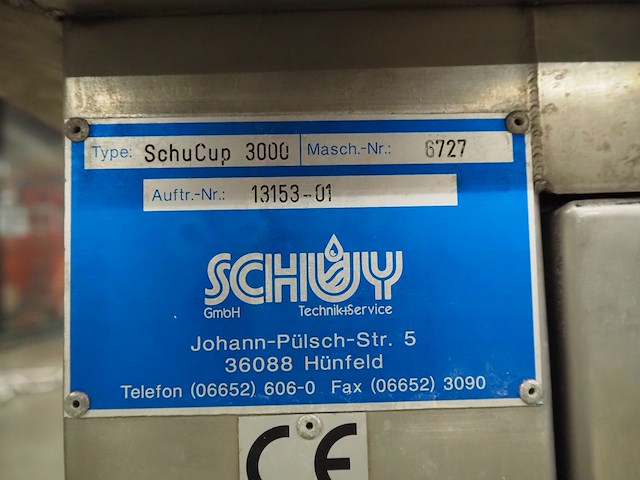 Type: SchuCup 3000 Masch.-Nr.: 6727
Auftr.-Nr.: 13153-01
SCHUY
GmbH Technik+Service
Johann-Pülsch-Str. 5
36088 Hünfeld
Telefon (06652) 606-0 Fax (06652) 3090
CE